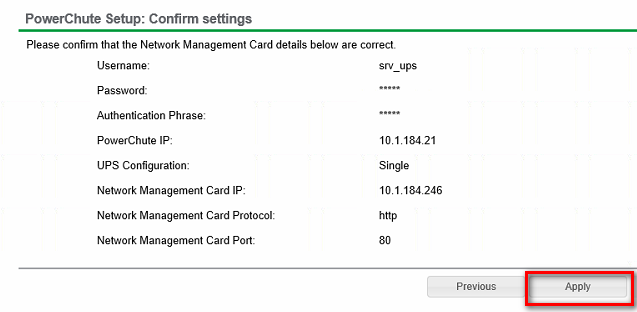 PowerChute Setup: Confirm settings
Please confirm that the Network Management Card details below are correct.
Username: srv_ups
Password: *****
Authentication Phrase: *****
PowerChute IP: 10.1.184.21
UPS Configuration: Single
Network Management Card IP: 10.1.184.246
Network Management Card Protocol: http
Network Management Card Port: 80
Previous Apply